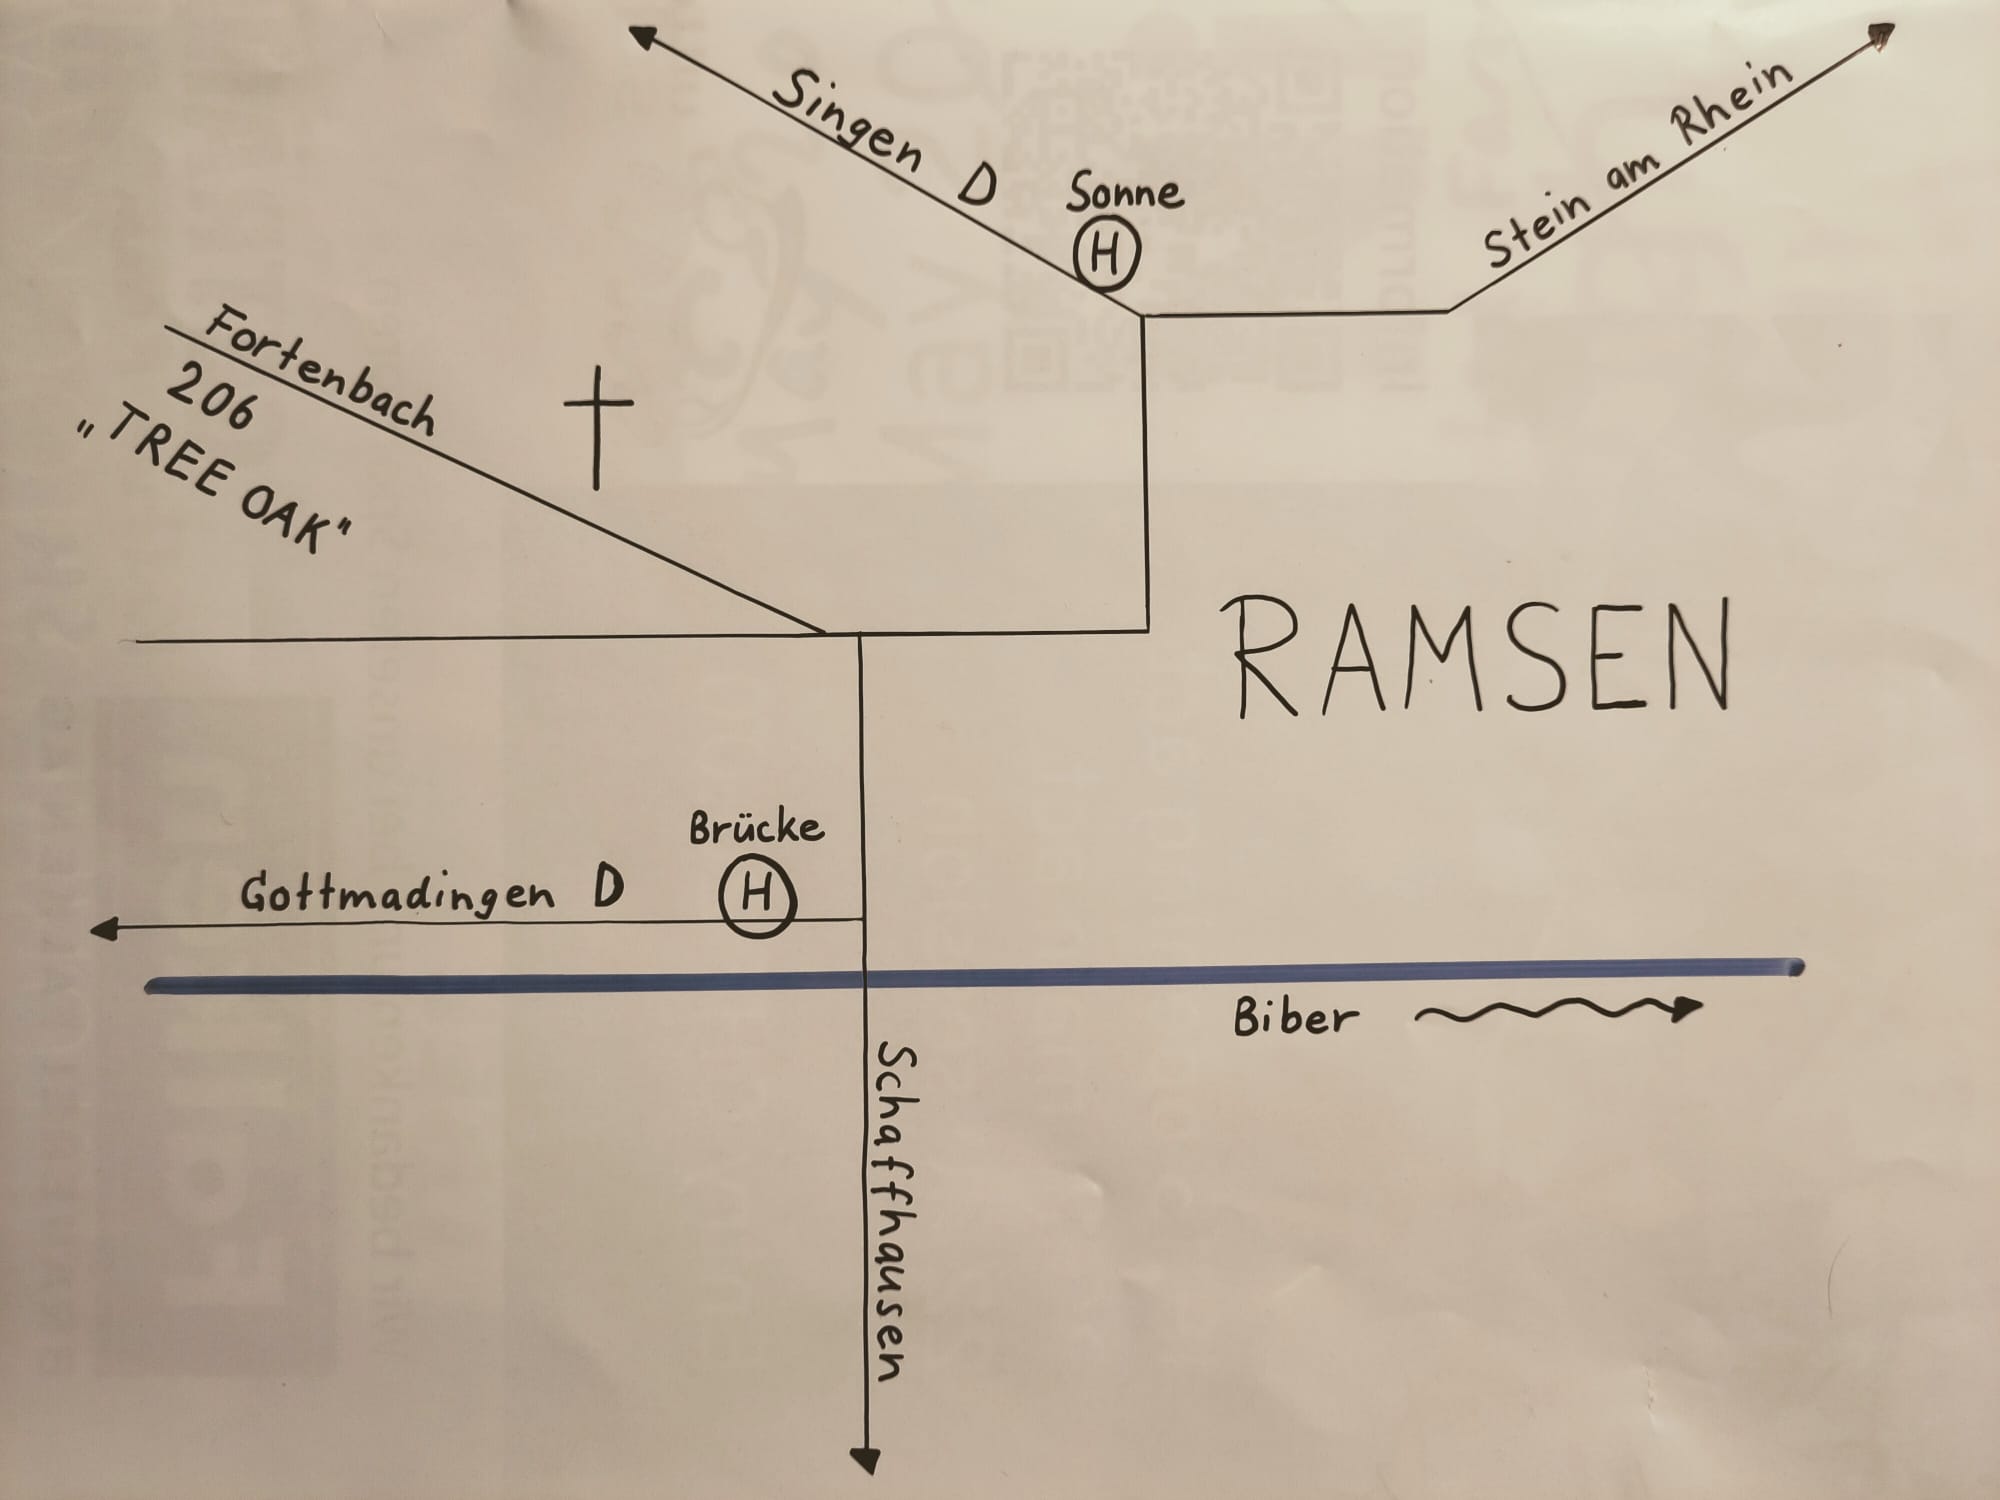 Singen D
Sonne
H
Stein am Rhein
Fortenbach
206
„TREE OAK“
RAMSEN
Brücke
H
Gottmadingen D
Biber
Schaffhausen